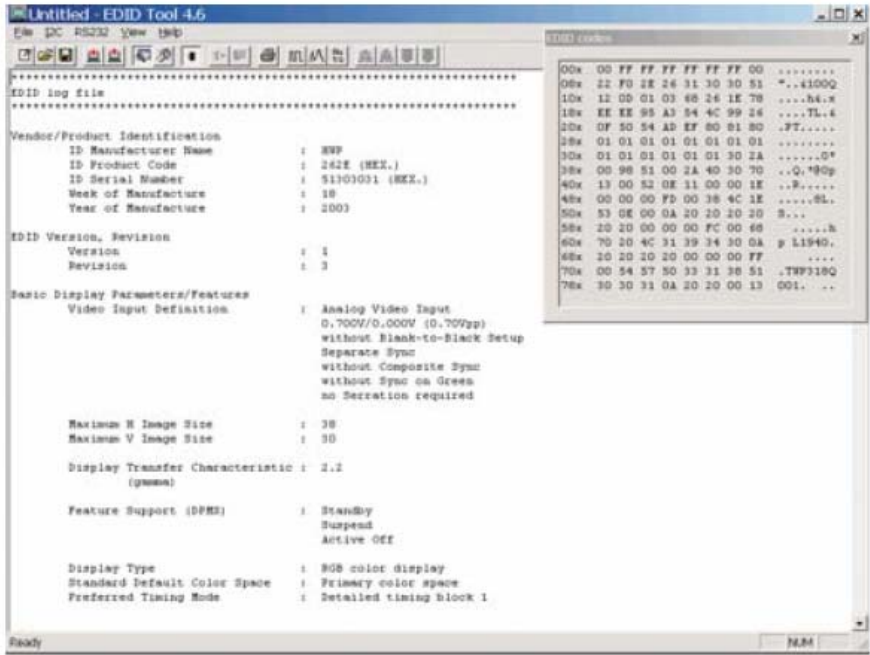 Untitled - EDID Tool 4.6
File I2C RS232 View Help
EDID log file
Vendor/Product Identification
ID Manufacturer Name : HWP
ID Product Code : 262E (HEX.)
ID Serial Number : 51303031 (HEX.)
Week of Manufacture : 18
Year of Manufacture : 2003
EDID Version, Revision
Version : 1
Revision : 3
Basic Display Parameters/Features
Video Input Definition : Analog Video Input
0.700V/0.000V (0.70Vpp)
without Blank-to-Black Setup
Separate Sync
without Composite Sync
without Sync on Green
no Serration required
Maximum H Image Size : 38
Maximum V Image Size : 30
Display Transfer Characteristic : 2.2
(gamma)
Feature Support (DPMS) : Standby
Suspend
Active Off
Display Type : RGB color display
Standard Default Color Space : Primary color space
Preferred Timing Mode : Detailed timing block 1
EDID codes
00x 00 FF FF FF FF FF FF 00 ........
08x 22 F0 2E 26 31 30 30 51 "..&100Q
10x 12 0D 01 03 68 26 1E 78 ....h&.x
18x EE EE 95 A3 54 4C 99 26 ....TL.&
20x 0F 50 54 AD EF 80 81 80 .PT.....
28x 01 01 01 01 01 01 01 01 ........
30x 01 01 01 01 01 01 30 2A ......0*
38x 00 98 51 00 2A 40 30 70 ..Q.*@0p
40x 13 00 52 0E 11 00 00 1E ..R.....
48x 00 00 00 FD 00 38 4C 1E .....8L.
50x 53 0E 00 0A 20 20 20 20 S...
58x 20 20 00 00 00 FC 00 68 .....h
60x 70 20 4C 31 39 34 30 0A p L1940.
68x 20 20 20 20 00 00 00 FF ....
70x 00 54 57 50 33 31 38 51 .TWP318Q
78x 30 30 31 0A 20 20 00 13 001. ..
Ready NUM